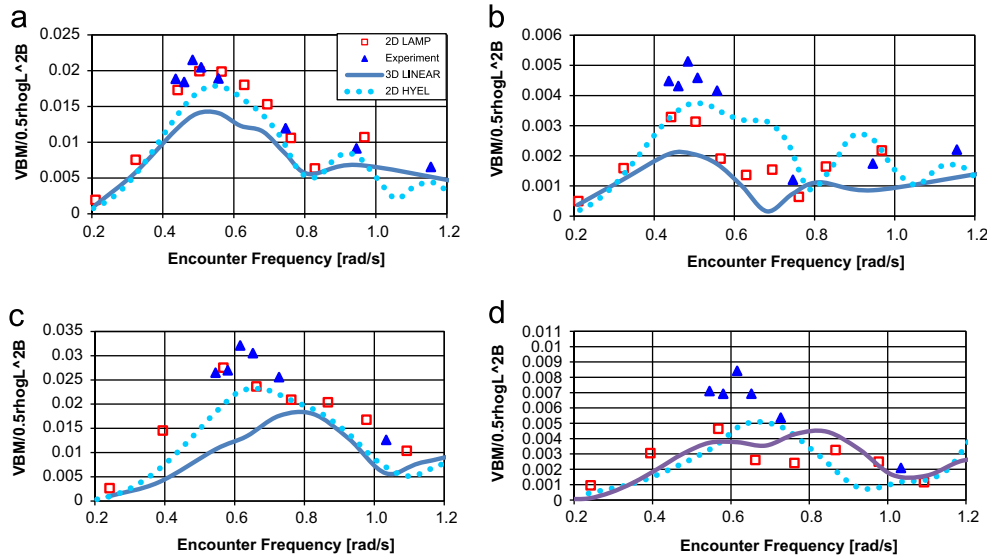 a
VBM/0.5rhogL^2B
0.025
0.02
0.015
0.01
0.005
0
0.2 0.4 0.6 0.8 1.0 1.2
Encounter Frequency [rad/s]
2D LAMP
Experiment
3D LINEAR
2D HYEL
b
VBM/0.5rhogL^2B
0.006
0.005
0.004
0.003
0.002
0.001
0
0.2 0.4 0.6 0.8 1.0 1.2
Encounter Frequency [rad/s]
c
VBM/0.5rhogL^2B
0.035
0.03
0.025
0.02
0.015
0.01
0.005
0
0.2 0.4 0.6 0.8 1.0 1.2
Encounter Frequency [rad/s]
d
VBM/0.5rhogL^2B
0.011
0.01
0.009
0.008
0.007
0.006
0.005
0.004
0.003
0.002
0.001
0
0.2 0.4 0.6 0.8 1.0 1.2
Encounter Frequency [rad/s]